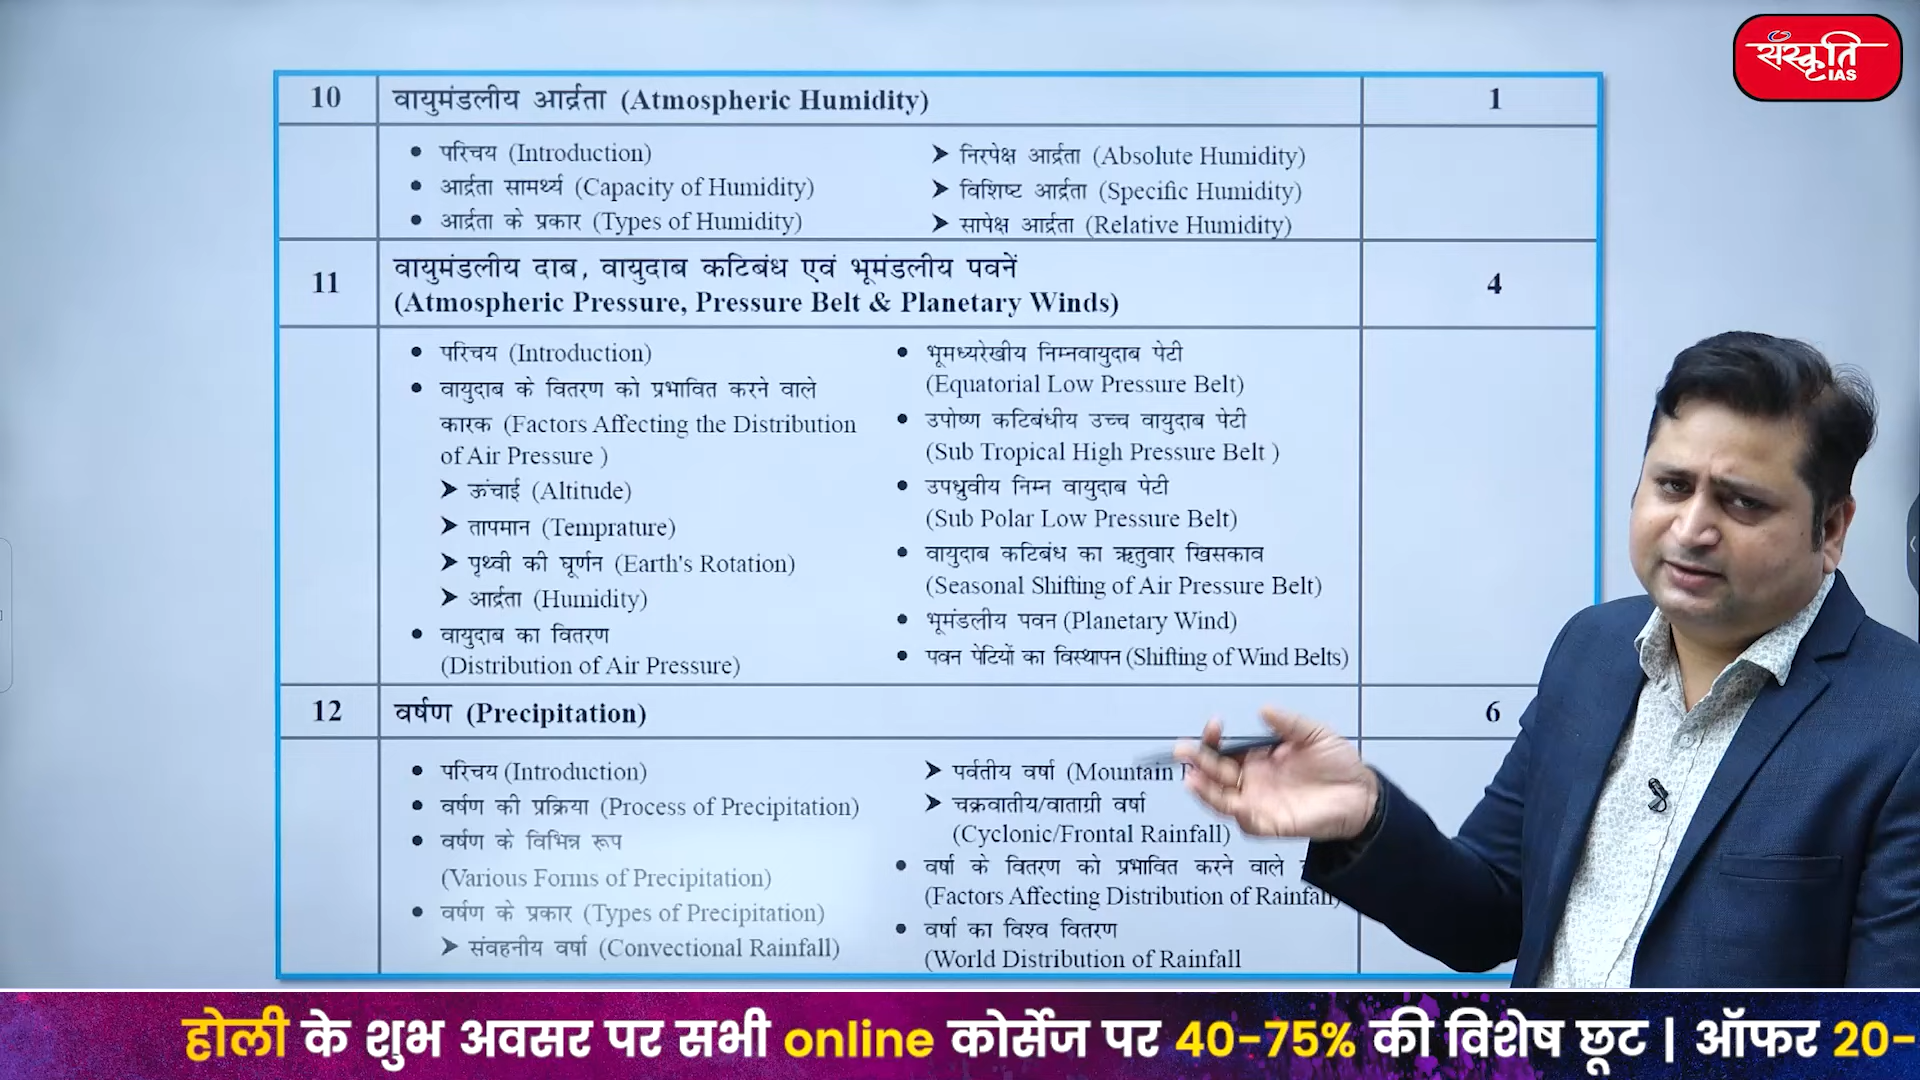 संस्कृति
IAS
10 वायुमंडलीय आर्द्रता (Atmospheric Humidity) 1
• परिचय (Introduction)
• आर्द्रता सामर्थ्य (Capacity of Humidity)
• आर्द्रता के प्रकार (Types of Humidity)
➤ निरपेक्ष आर्द्रता (Absolute Humidity)
➤ विशिष्ट आर्द्रता (Specific Humidity)
➤ सापेक्ष आर्द्रता (Relative Humidity)
11 वायुमंडलीय दाब, वायुदाब कटिबंध एवं भूमंडलीय पवनें 4
(Atmospheric Pressure, Pressure Belt & Planetary Winds)
• परिचय (Introduction)
• वायुदाब के वितरण को प्रभावित करने वाले
कारक (Factors Affecting the Distribution
of Air Pressure )
➤ ऊंचाई (Altitude)
➤ तापमान (Temprature)
➤ पृथ्वी की घूर्णन (Earth's Rotation)
➤ आर्द्रता (Humidity)
• वायुदाब का वितरण
(Distribution of Air Pressure)
• भूमध्यरेखीय निम्नवायुदाब पेटी
(Equatorial Low Pressure Belt)
• उपोष्ण कटिबंधीय उच्च वायुदाब पेटी
(Sub Tropical High Pressure Belt )
• उपध्रुवीय निम्न वायुदाब पेटी
(Sub Polar Low Pressure Belt)
• वायुदाब कटिबंध का ऋतुवार खिसकाव
(Seasonal Shifting of Air Pressure Belt)
• भूमंडलीय पवन (Planetary Wind)
• पवन पेटियों का विस्थापन (Shifting of Wind Belts)
12 वर्षण (Precipitation) 6
• परिचय (Introduction)
• वर्षण की प्रक्रिया (Process of Precipitation)
• वर्षण के विभिन्न रूप
(Various Forms of Precipitation)
• वर्षण के प्रकार (Types of Precipitation)
➤ संवहनीय वर्षा (Convectional Rainfall)
➤ पर्वतीय वर्षा (Mountain
➤ चक्रवातीय/वाताग्री वर्षा
(Cyclonic/Frontal Rainfall)
• वर्षा के वितरण को प्रभावित करने वाले
(Factors Affecting Distribution of Rainfall)
• वर्षा का विश्व वितरण
(World Distribution of Rainfall
होली के शुभ अवसर पर सभी online कोर्सेज पर 40-75% की विशेष छूट | ऑफर 20-